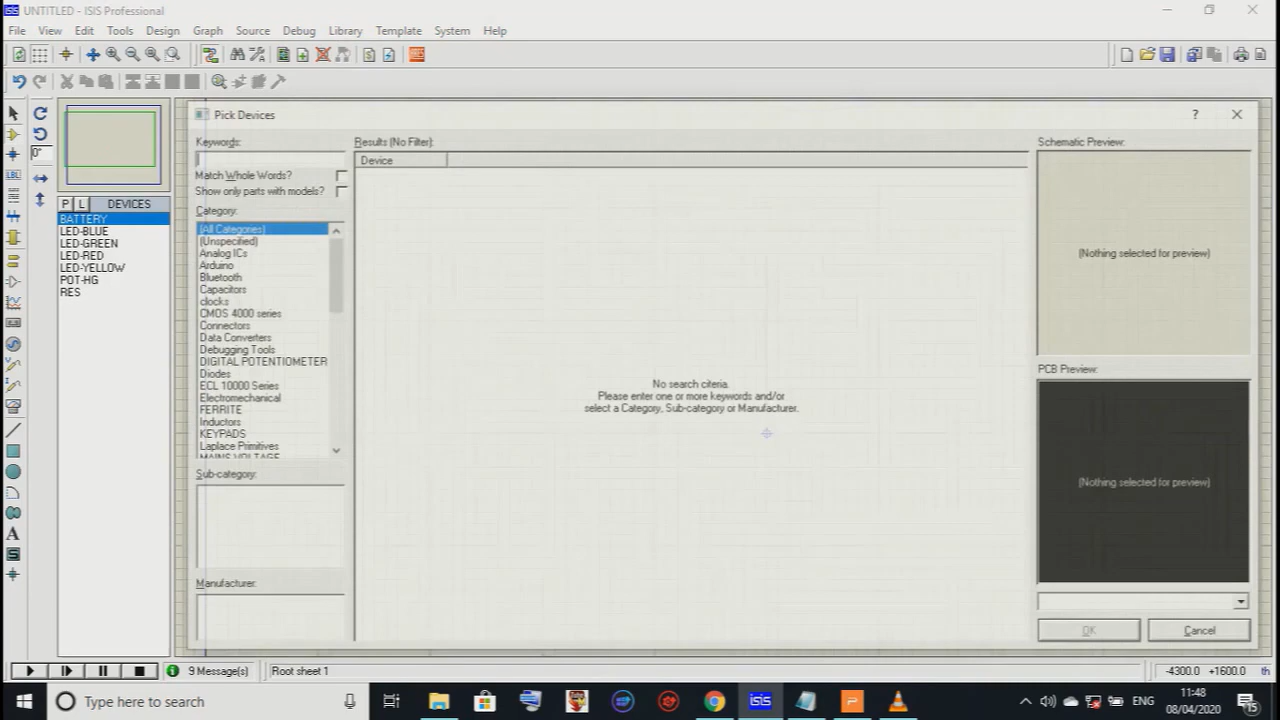 UNTITLED - ISIS Professional
File View Edit Tools Design Graph Source Debug Library Template System Help
Pick Devices
Keywords:
Results (No Filter):
Schematic Preview:
Device
Match Whole Words?
Show only parts with models?
0°
LBL
Category:
P L DEVICES
BATTERY
LED-BLUE
LED-GREEN
LED-RED
LED-YELLOW
POT-HG
RES
(All Categories)
(Unspecified)
Analog ICs
Arduino
Bluetooth
Capacitors
clocks
CMOS 4000 series
Connectors
Data Converters
Debugging Tools
DIGITAL POTENTIOMETER
Diodes
ECL 10000 Series
Electromechanical
FERRITE
Inductors
KEYPADS
Laplace Primitives
MAINS VOLTAGE
No search citeria.
Please enter one or more keywords and/or
select a Category, Sub-category or Manufacturer.
(Nothing selected for preview)
PCB Preview:
(Nothing selected for preview)
Sub-category:
Manufacturer:
OK Cancel
A
S
9 Message(s) Root sheet 1 -4300.0 +1600.0 th
Type here to search
isis
P
ENG
11:48
08/04/2020
15